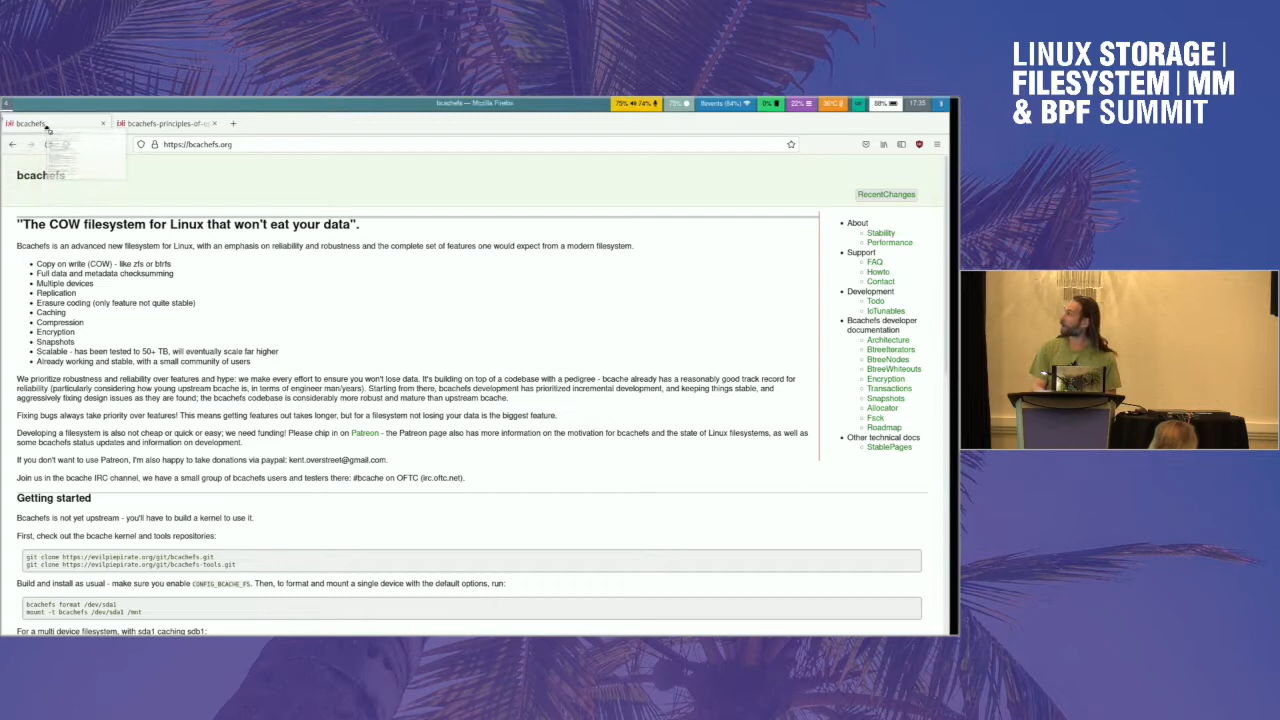 LINUX STORAGE |
FILESYSTEM | MM
& BPF SUMMIT
4
bcachefs — Mozilla Firefox
75% 74%
75%
fevents (84%)
0%
22%
36°C
88%
17:35
bcachefs
bcachefs-principles-of-o
https://bcachefs.org
bcachefs
RecentChanges
"The COW filesystem for Linux that won't eat your data".
Bcachefs is an advanced new filesystem for Linux, with an emphasis on reliability and robustness and the complete set of features one would expect from a modern filesystem.
Copy on write (COW) - like zfs or btrfs
Full data and metadata checksumming
Multiple devices
Replication
Erasure coding (only feature not quite stable)
Caching
Compression
Encryption
Snapshots
Scalable - has been tested to 50+ TB, will eventually scale far higher
Already working and stable, with a small community of users
We prioritize robustness and reliability over features and hype: we make every effort to ensure you won't lose data. It's building on top of a codebase with a pedigree - bcache already has a reasonably good track record for
reliability (particularly considering how young upstream bcache is, in terms of engineer man/years). Starting from there, bcachefs development has prioritized incremental development, and keeping things stable, and
aggressively fixing design issues as they are found; the bcachefs codebase is considerably more robust and mature than upstream bcache.
Fixing bugs always take priority over features! This means getting features out takes longer, but for a filesystem not losing your data is the biggest feature.
Developing a filesystem is also not cheap or quick or easy; we need funding! Please chip in on Patreon - the Patreon page also has more information on the motivation for bcachefs and the state of Linux filesystems, as well as
some bcachefs status updates and information on development.
If you don't want to use Patreon, I'm also happy to take donations via paypal: kent.overstreet@gmail.com.
Join us in the bcache IRC channel, we have a small group of bcachefs users and testers there: #bcache on OFTC (irc.oftc.net).
About
Stability
Performance
Support
FAQ
Howto
Contact
Development
Todo
IoTunables
Bcachefs developer
documentation
Architecture
BtreeIterators
BtreeNodes
BtreeWhiteouts
Encryption
Transactions
Snapshots
Allocator
Fsck
Roadmap
Other technical docs
StablePages
Getting started
Bcachefs is not yet upstream - you'll have to build a kernel to use it.
First, check out the bcache kernel and tools repositories:
git clone https://evilpiepirate.org/git/bcachefs.git
git clone https://evilpiepirate.org/git/bcachefs-tools.git
Build and install as usual - make sure you enable CONFIG_BCACHE_FS. Then, to format and mount a single device with the default options, run:
bcachefs format /dev/sda1
mount -t bcachefs /dev/sda1 /mnt
For a multi device filesystem, with sda1 caching sdb1: